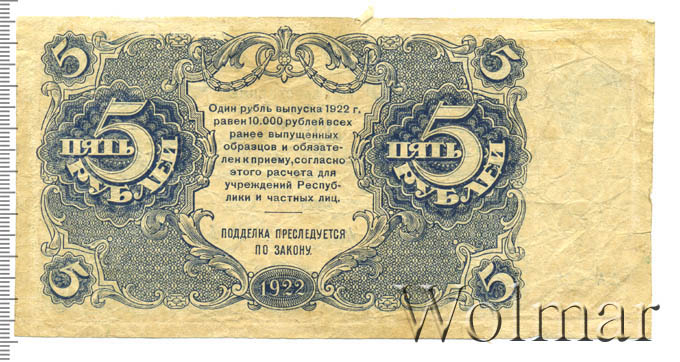 5
5
Один рубль выпуска 1922 г.
равен 10.000 рублей всех
ранее выпущенных
образцов и обязате-
лен к приему, согласно
этого расчета для
учреждений Респуб-
лики и частных лиц.
5
ПЯТЬ
РУБЛЕЙ
5
ПЯТЬ
РУБЛЕЙ
ПОДДЕЛКА ПРЕСЛЕДУЕТСЯ
ПО ЗАКОНУ.
5
1922
5
Wolmar